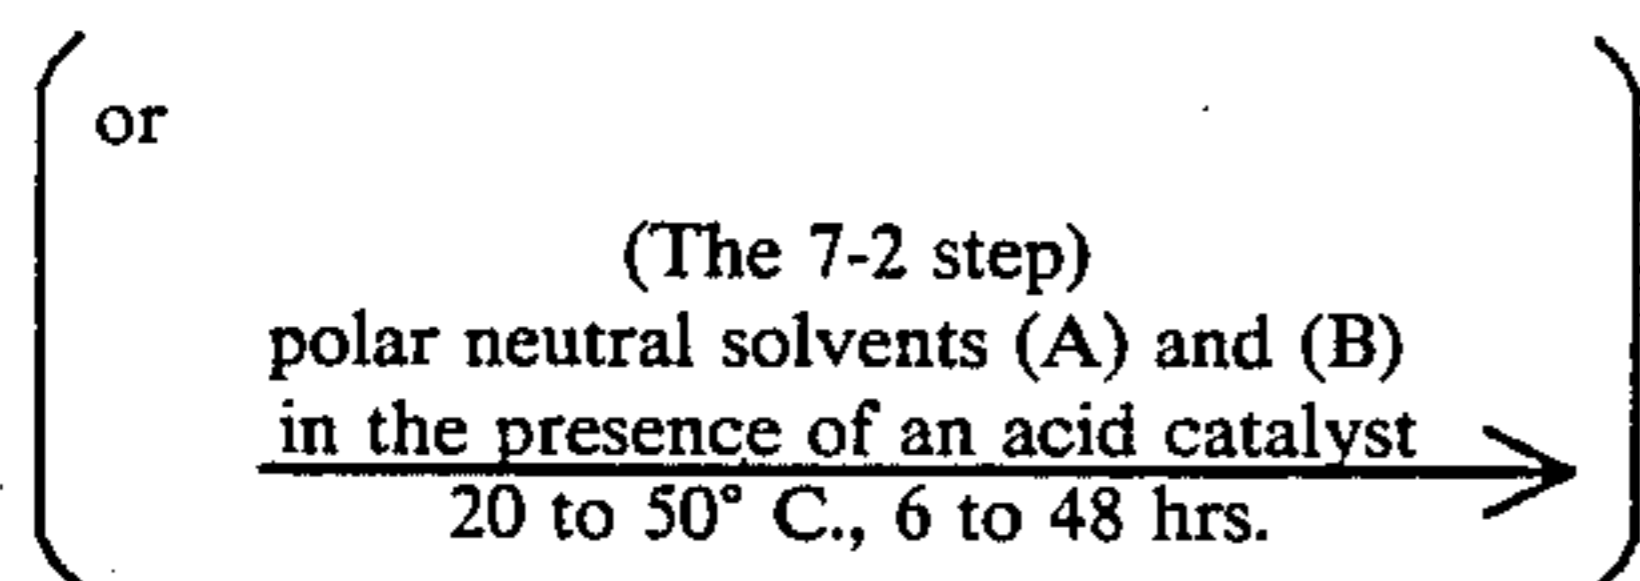 or
(The 7-2 step)
polar neutral solvents (A) and (B)
in the presence of an acid catalyst
20 to 50° C., 6 to 48 hrs.